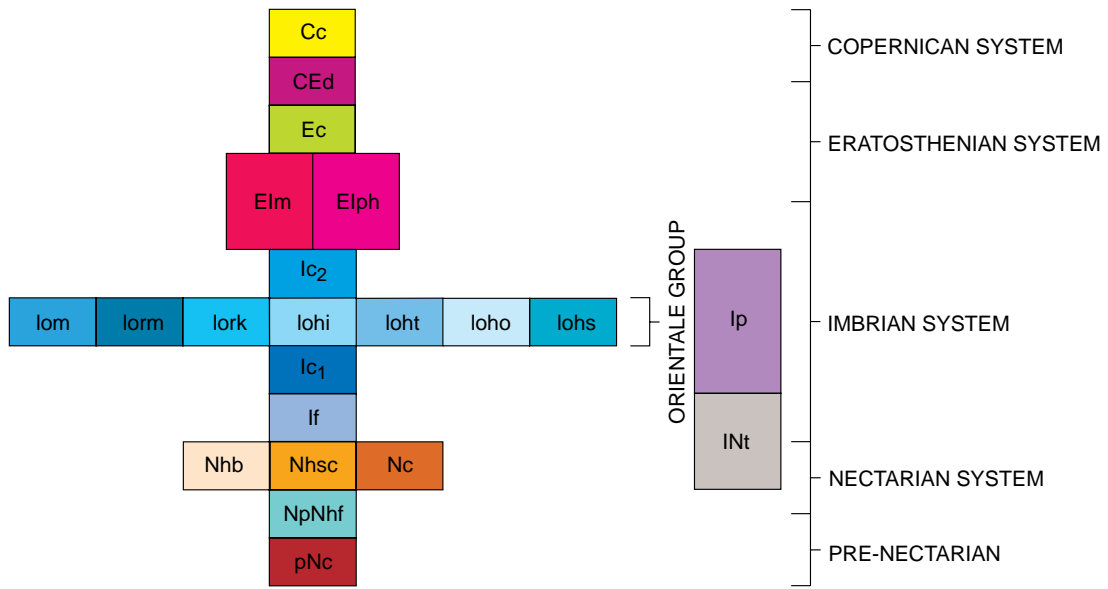 Cc
COPERNICAN SYSTEM
CEd
Ec
ERATOSTHENIAN SYSTEM
EIm
EIph
Ic2
Iom
Iorm
Iork
Iohi
Ioht
Ioho
Iohs
ORIENTALE GROUP
Ip
IMBRIAN SYSTEM
Ic1
If
INt
Nhb
Nhsc
Nc
NECTARIAN SYSTEM
NpNhf
PRE-NECTARIAN
pNc